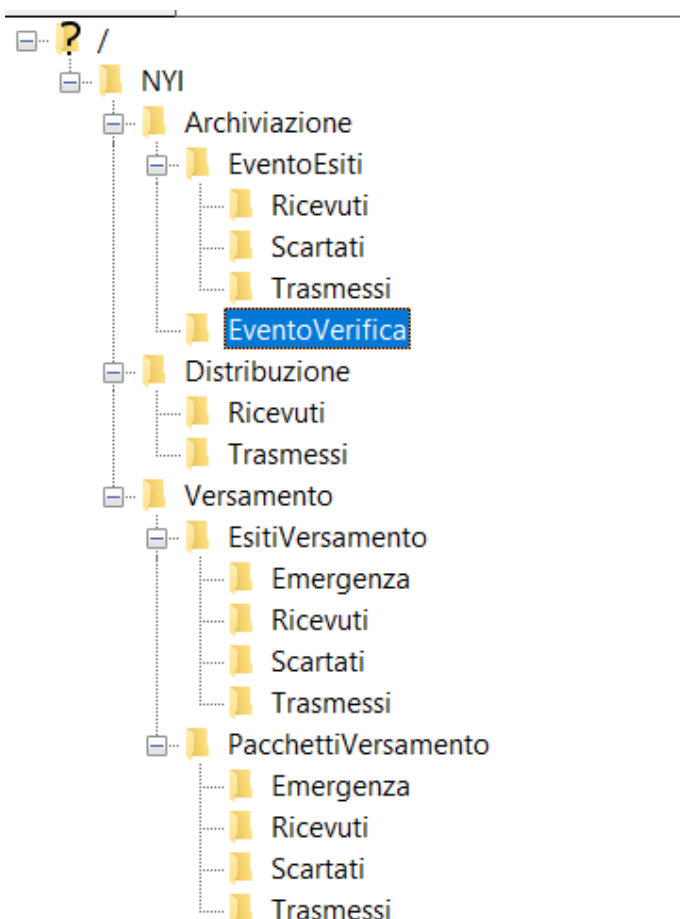 /
NYI
Archiviazione
EventoEsiti
Ricevuti
Scartati
Trasmessi
EventoVerifica
Distribuzione
Ricevuti
Trasmessi
Versamento
EsitiVersamento
Emergenza
Ricevuti
Scartati
Trasmessi
PacchettiVersamento
Emergenza
Ricevuti
Scartati
Trasmessi